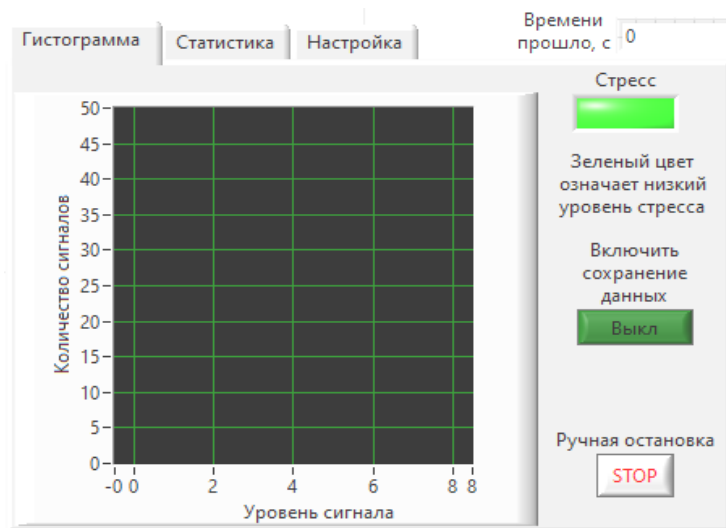 Гистограмма
Статистика
Настройка
Времени
прошло, с
0
Стресс
Зеленый цвет
означает низкий
уровень стресса
Включить
сохранение
данных
Выкл
Ручная остановка
STOP
Количество сигналов
50
45
40
35
30
25
20
15
10
5
0
-0 0 2 4 6 8 8
Уровень сигнала